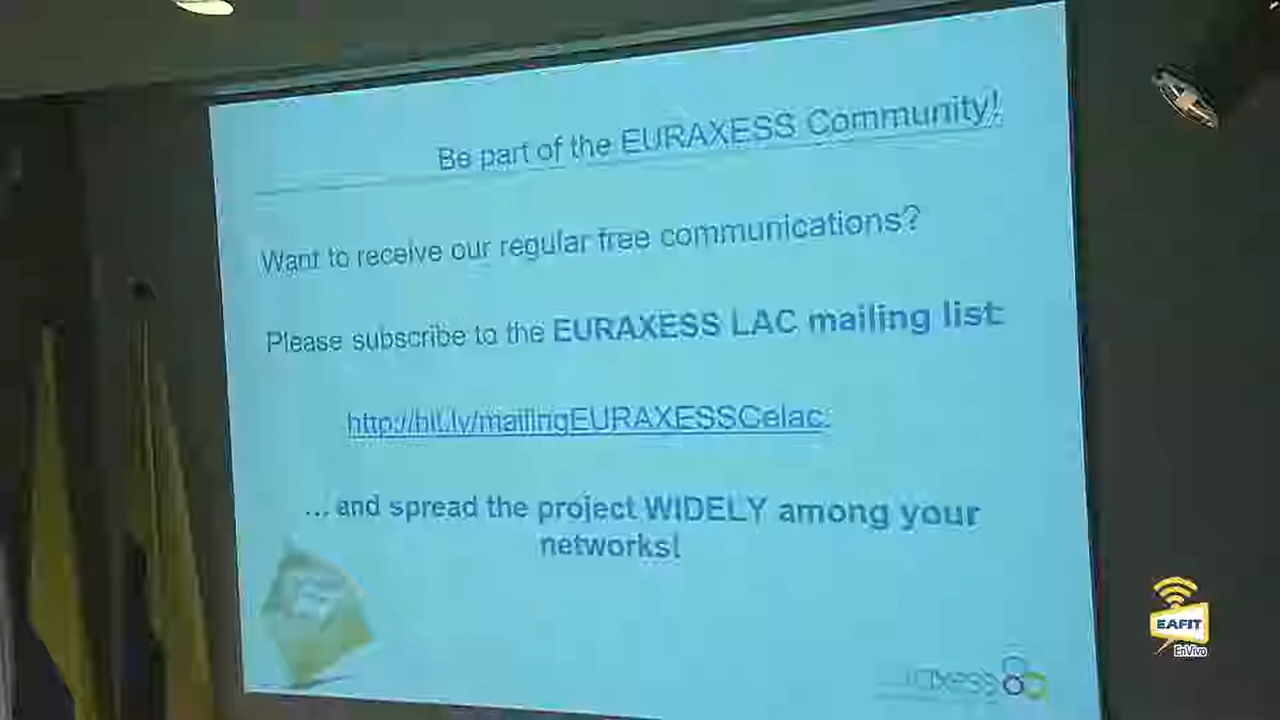 Be part of the EURAXESS Community!
Want to receive our regular free communications?
Please subscribe to the EURAXESS LAC mailing list:
http://bit.ly/mailingEURAXESSCelac.
... and spread the project WIDELY among your
networks!
axess
EAFIT
EnVivo